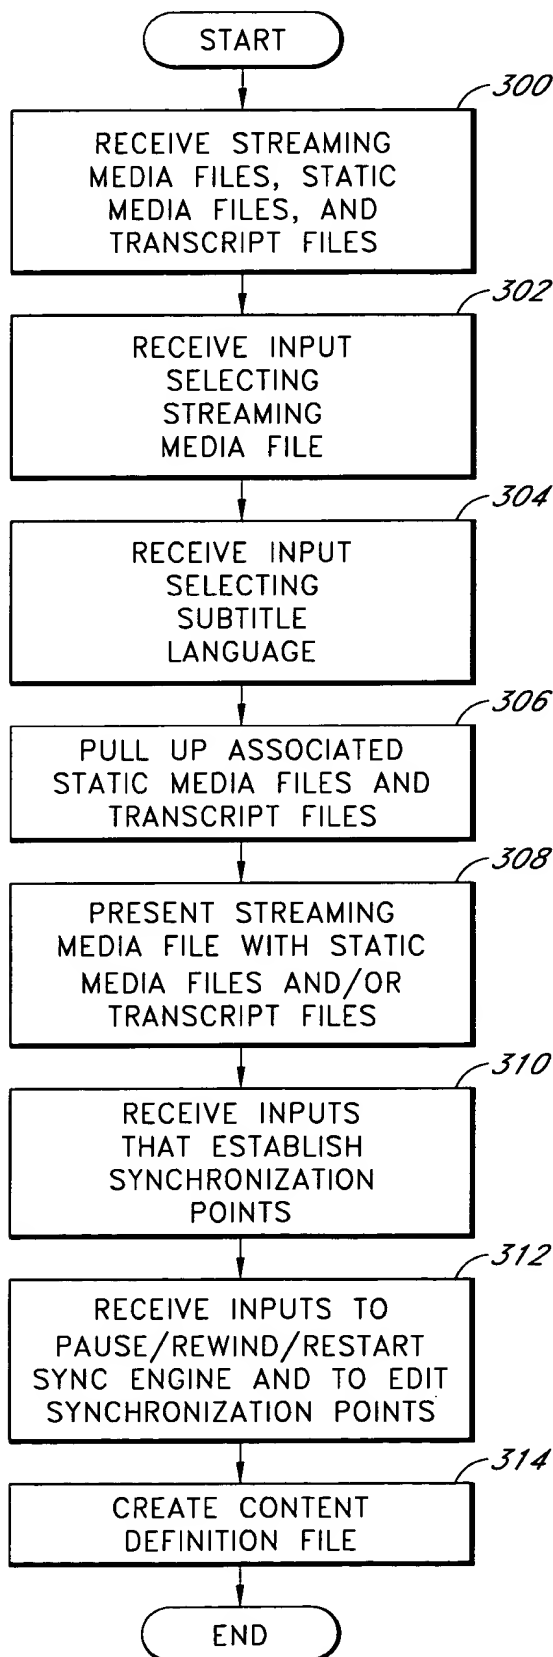 START
300
RECEIVE STREAMING
MEDIA FILES, STATIC
MEDIA FILES, AND
TRANSCRIPT FILES
302
RECEIVE INPUT
SELECTING
STREAMING
MEDIA FILE
304
RECEIVE INPUT
SELECTING
SUBTITLE
LANGUAGE
306
PULL UP ASSOCIATED
STATIC MEDIA FILES AND
TRANSCRIPT FILES
308
PRESENT STREAMING
MEDIA FILE WITH STATIC
MEDIA FILES AND/OR
TRANSCRIPT FILES
310
RECEIVE INPUTS
THAT ESTABLISH
SYNCHRONIZATION
POINTS
312
RECEIVE INPUTS TO
PAUSE/REWIND/RESTART
SYNC ENGINE AND TO EDIT
SYNCHRONIZATION POINTS
314
CREATE CONTENT
DEFINITION FILE
END